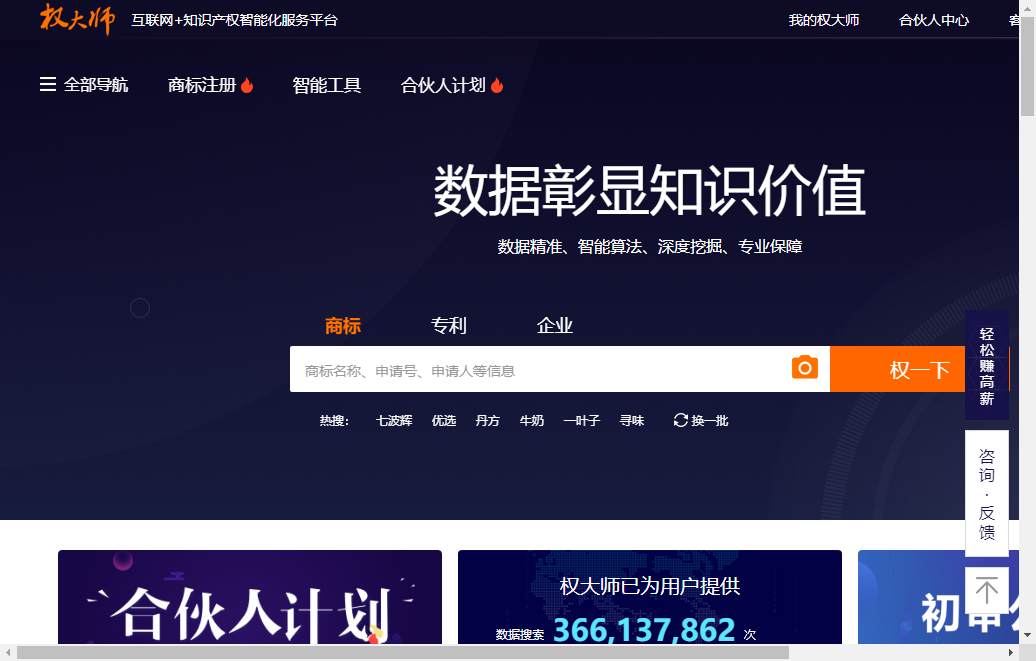 权大师 互联网+知识产权智能化服务平台 我的权大师 合伙人中心
全部导航 商标注册 智能工具 合伙人计划
数据彰显知识价值
数据精准、智能算法、深度挖掘、专业保障
商标 专利 企业
商标名称、申请号、申请人等信息 权一下
热搜： 七波辉 优选 丹方 牛奶 一叶子 寻味 换一批
轻松赚高薪
咨询·反馈
合伙人计划
权大师已为用户提供
数据搜索 366,137,862 次
初审公